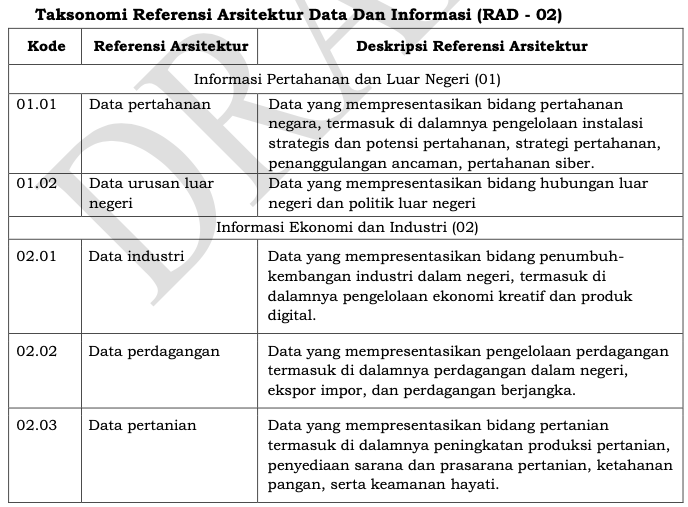 Taksonomi Referensi Arsitektur Data Dan Informasi (RAD - 02)
Kode Referensi Arsitektur Deskripsi Referensi Arsitektur
Informasi Pertahanan dan Luar Negeri (01)
01.01 Data pertahanan Data yang mempresentasikan bidang pertahanan
negara, termasuk di dalamnya pengelolaan instalasi
strategis dan potensi pertahanan, strategi pertahanan,
penanggulangan ancaman, pertahanan siber.
01.02 Data urusan luar Data yang mempresentasikan bidang hubungan luar
negeri negeri dan politik luar negeri
Informasi Ekonomi dan Industri (02)
02.01 Data industri Data yang mempresentasikan bidang penumbuh-
kembangan industri dalam negeri, termasuk di
dalamnya pengelolaan ekonomi kreatif dan produk
digital.
02.02 Data perdagangan Data yang mempresentasikan pengelolaan perdagangan
termasuk di dalamnya perdagangan dalam negeri,
ekspor impor, dan perdagangan berjangka.
02.03 Data pertanian Data yang mempresentasikan bidang pertanian
termasuk di dalamnya peningkatan produksi pertanian,
penyediaan sarana dan prasarana pertanian, ketahanan
pangan, serta keamanan hayati.